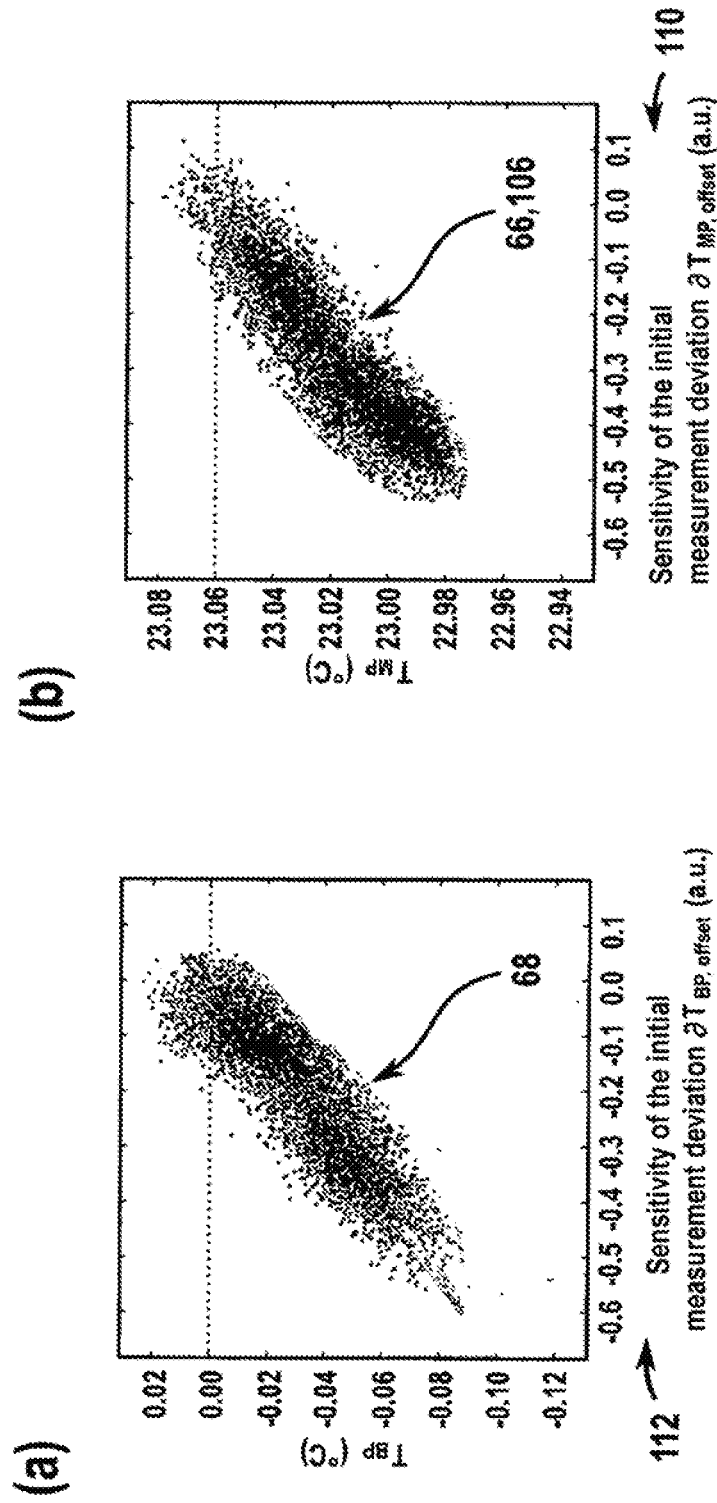 (a)
T BP (°C)
0.02
0.00
-0.02
-0.04
-0.06
-0.08
-0.10
-0.12
-0.6 -0.5 -0.4 -0.3 -0.2 -0.1 0.0 0.1
68
112
Sensitivity of the initial
measurement deviation ∂T BP, offset (a.u.)
(b)
T MP (°C)
23.08
23.06
23.04
23.02
23.00
22.98
22.96
22.94
-0.6 -0.5 -0.4 -0.3 -0.2 -0.1 0.0 0.1
66,106
110
Sensitivity of the initial
measurement deviation ∂T MP, offset (a.u.)